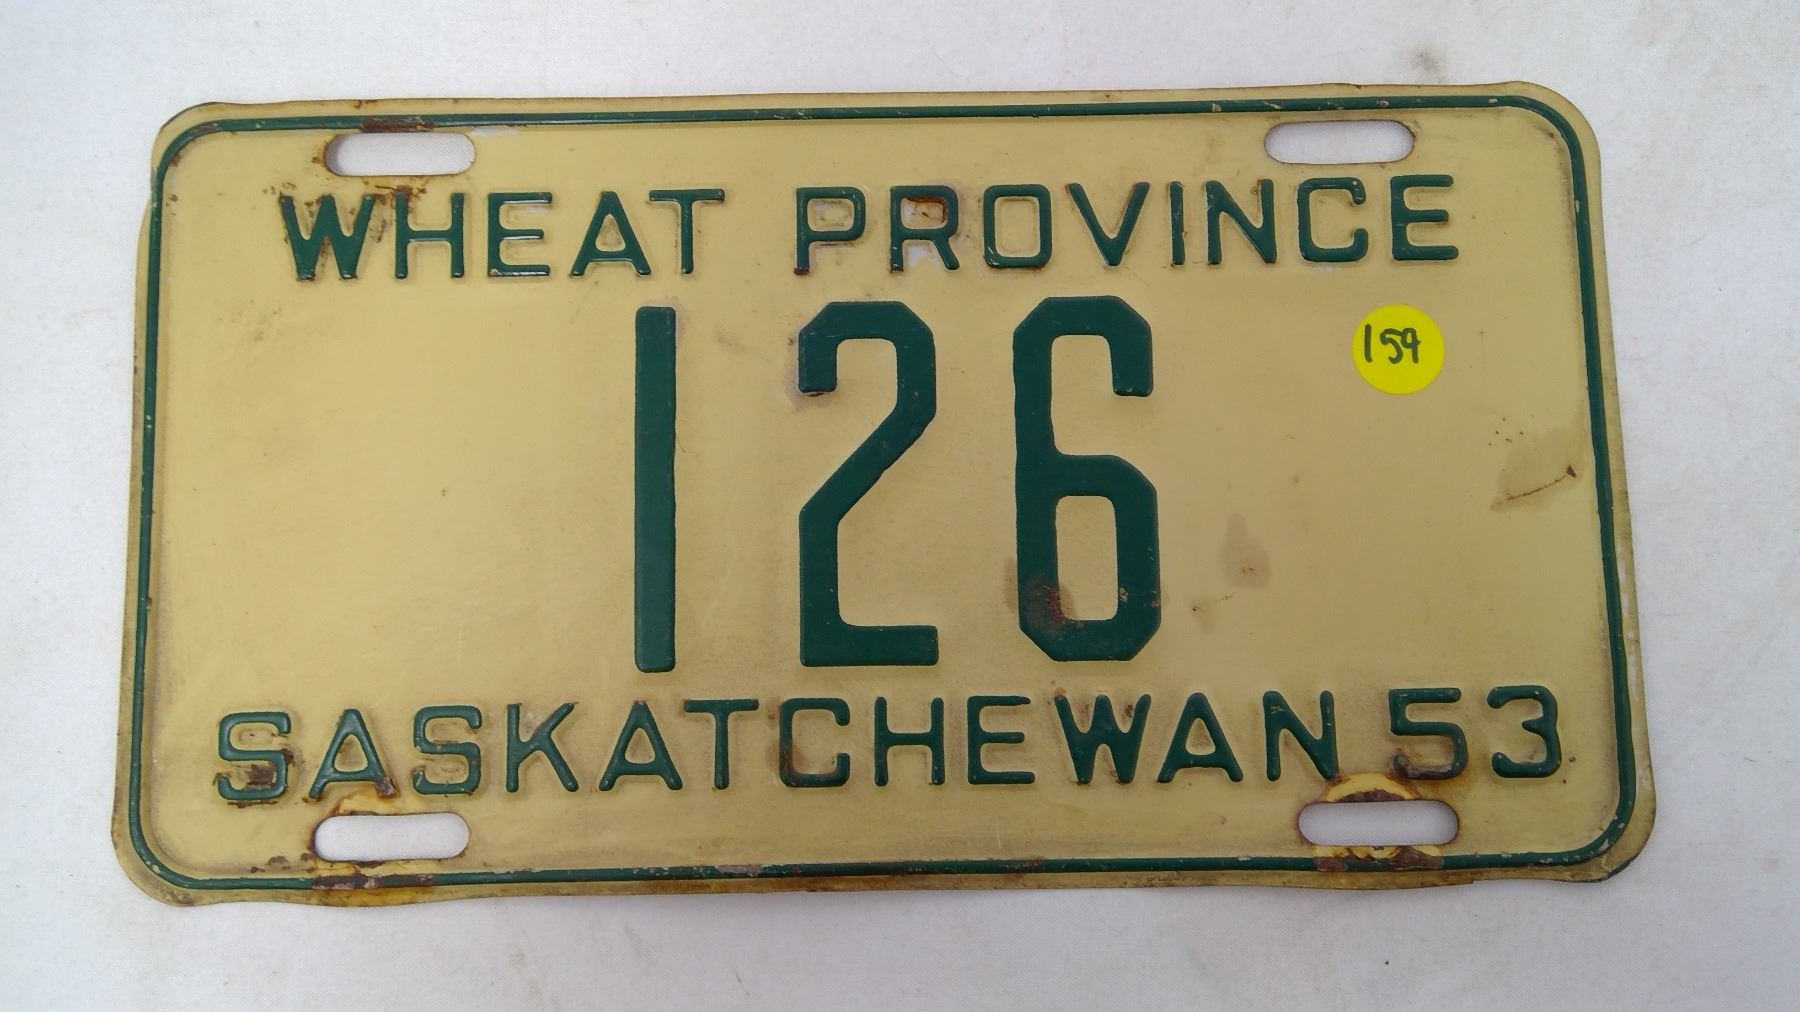 WHEAT PROVINCE
126
159
SASKATCHEWAN 53